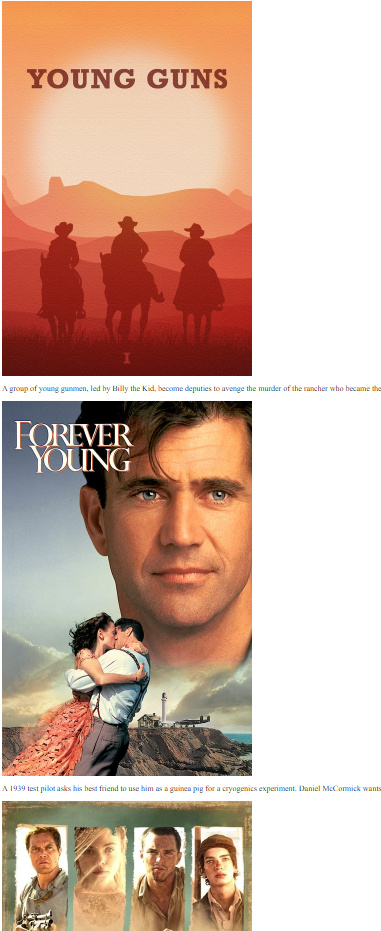 YOUNG GUNS
I
A group of young gunmen, led by Billy the Kid, become deputies to avenge the murder of the rancher who became the
FOREVER
YOUNG
A 1939 test pilot asks his best friend to use him as a guinea pig for a cryogenics experiment. Daniel McCormick wants